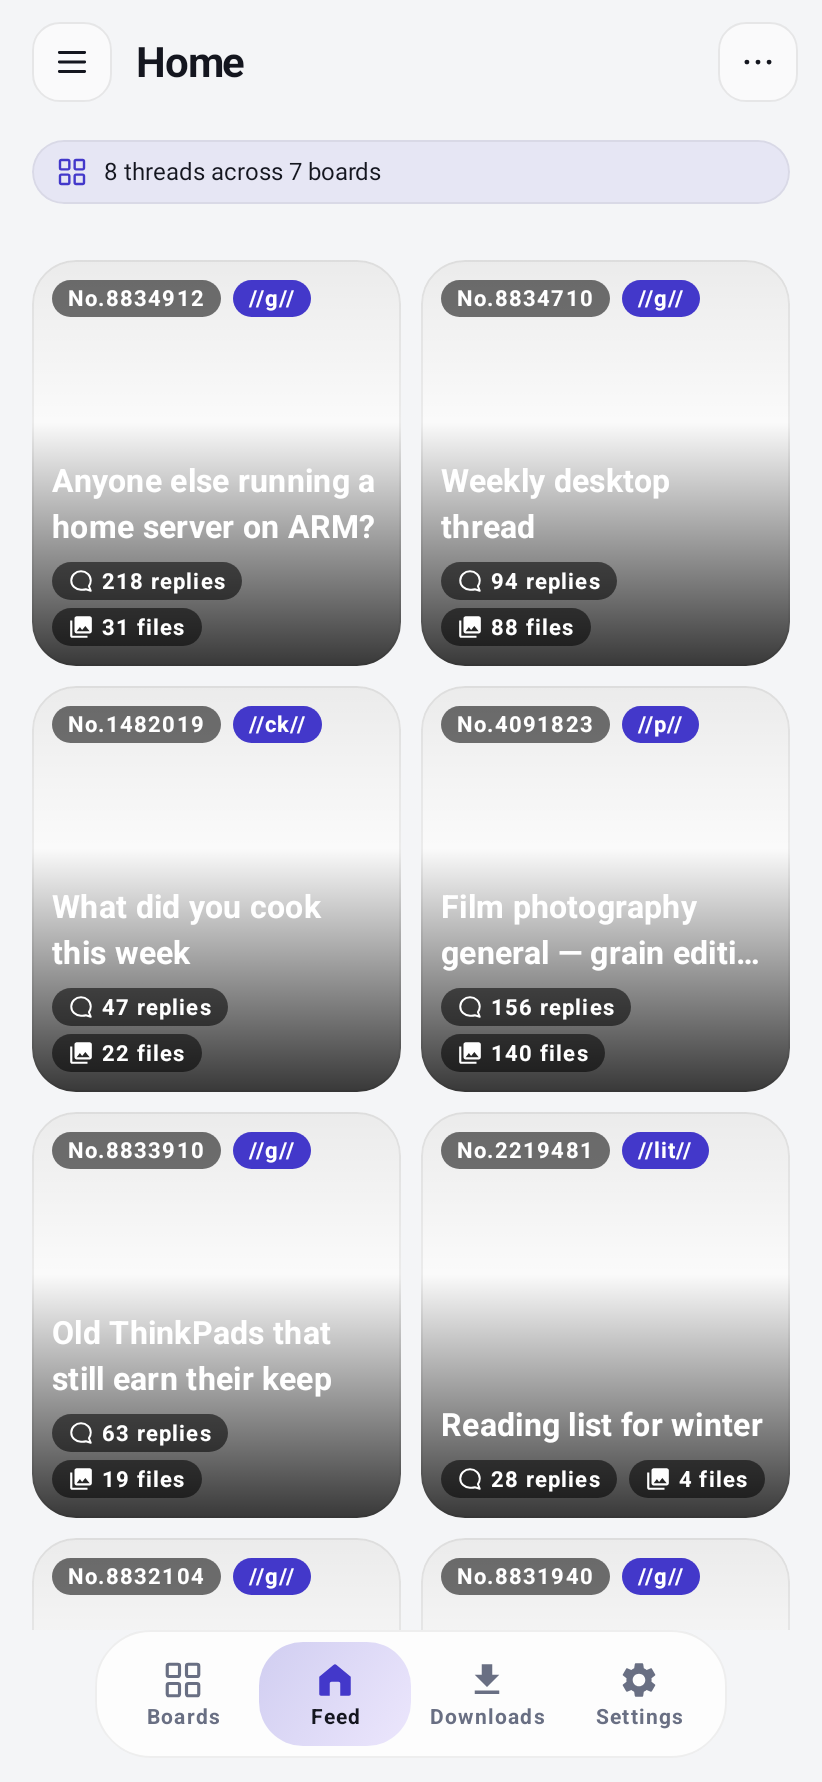 Home
8 threads across 7 boards
No.8834912 //g//
Anyone else running a
home server on ARM?
218 replies
31 files
No.8834710 //g//
Weekly desktop
thread
94 replies
88 files
No.1482019 //ck//
What did you cook
this week
47 replies
22 files
No.4091823 //p//
Film photography
general — grain editi...
156 replies
140 files
No.8833910 //g//
Old ThinkPads that
still earn their keep
63 replies
19 files
No.2219481 //lit//
Reading list for winter
28 replies 4 files
No.8832104 //g//
No.8831940 //g//
Boards Feed Downloads Settings